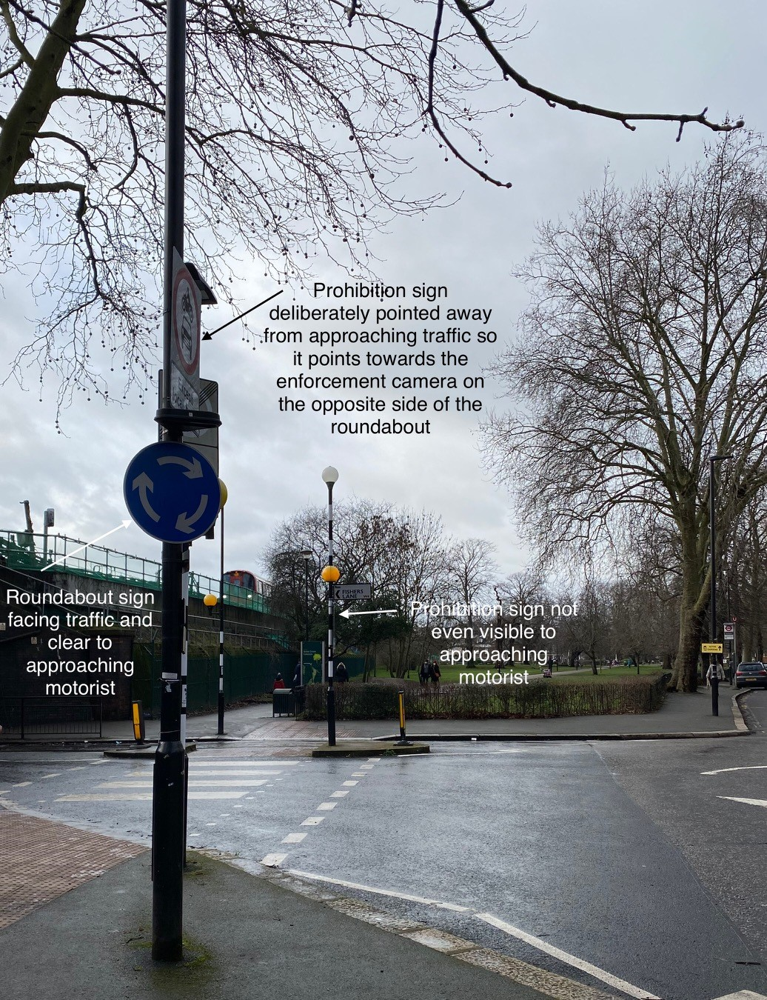 Prohibition sign
deliberately pointed away
from approaching traffic so
it points towards the
enforcement camera on
the opposite side of the
roundabout
FISHERS
LANE
Roundabout sign
facing traffic and
clear to
approaching
motorist
Prohibition sign not
even visible to
approaching
motorist